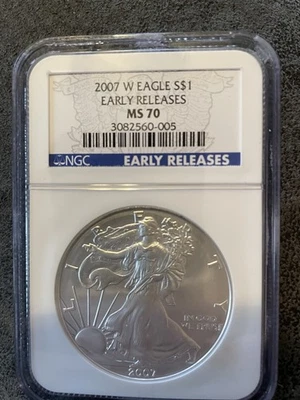 2007 W EAGLE S$1
EARLY RELEASES
MS 70
3082560-005
NGC EARLY RELEASES
LIBERTY
IN GOD
WE TRUST
2007